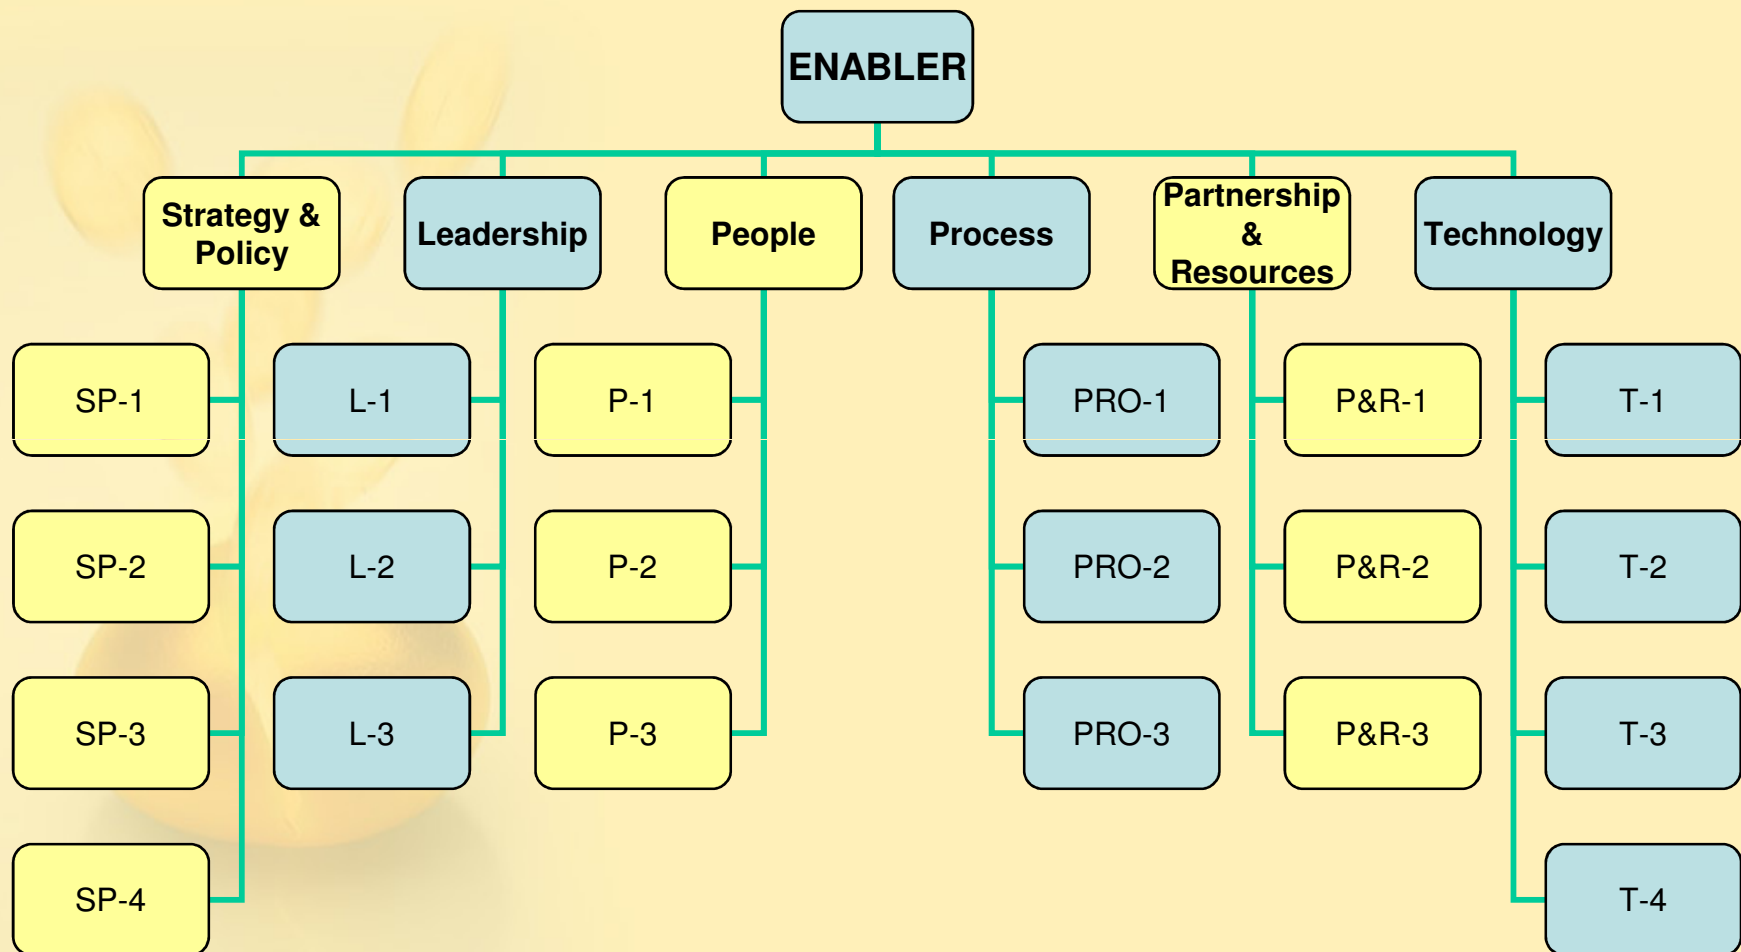 ENABLER
Strategy &
Policy
Leadership
People
Process
Partnership
&
Resources
Technology
SP-1
L-1
P-1
PRO-1
P&R-1
T-1
SP-2
L-2
P-2
PRO-2
P&R-2
T-2
SP-3
L-3
P-3
PRO-3
P&R-3
T-3
SP-4
T-4